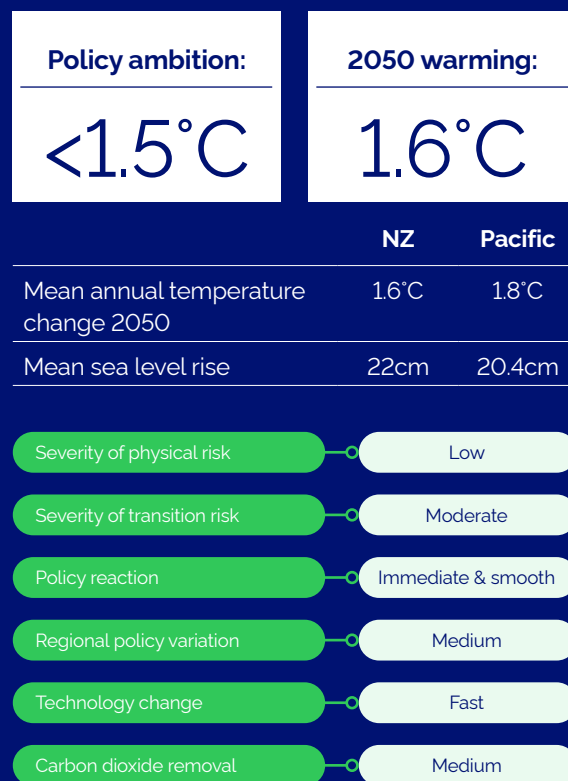 Policy ambition:
<1.5°C
2050 warming:
1.6°C
NZ Pacific
Mean annual temperature 1.6°C 1.8°C
change 2050
Mean sea level rise 22cm 20.4cm
Severity of physical risk Low
Severity of transition risk Moderate
Policy reaction Immediate & smooth
Regional policy variation Medium
Technology change Fast
Carbon dioxide removal Medium